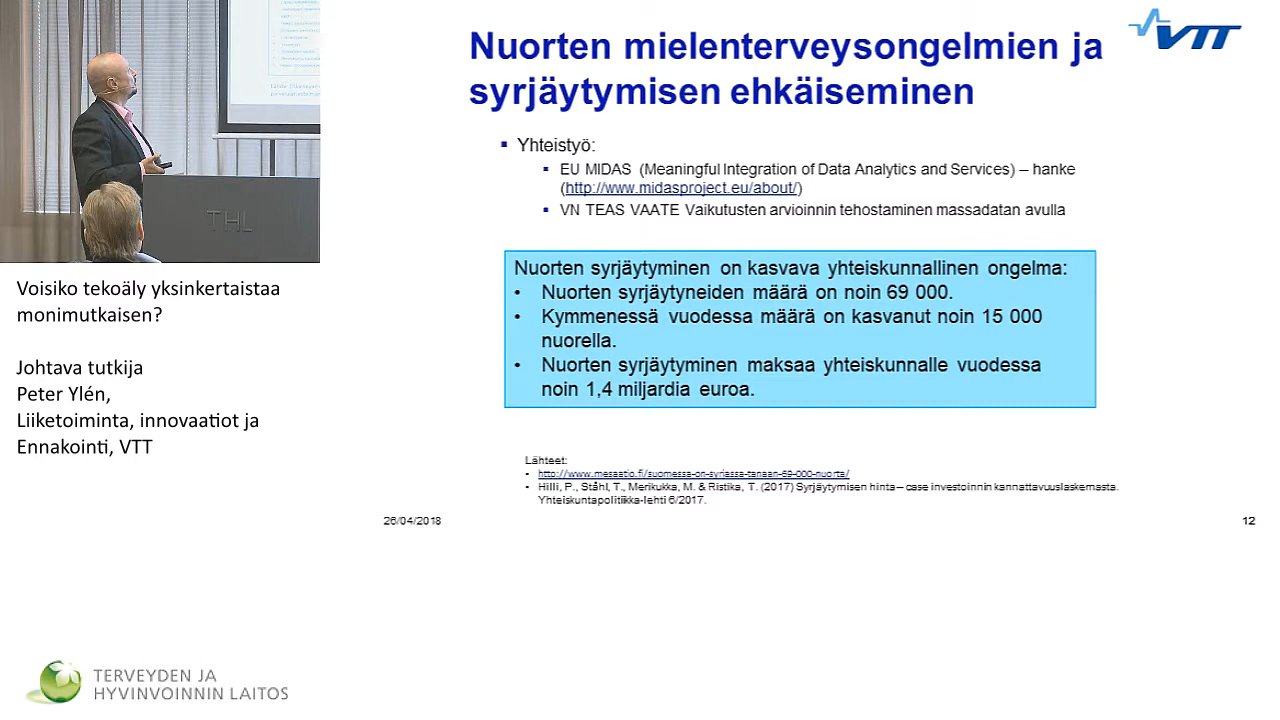 Nuorten mielenterveysongelmien ja
syrjäytymisen ehkäiseminen
VTT
▪ Yhteistyö:
▪ EU MIDAS (Meaningful Integration of Data Analytics and Services) – hanke
(http://www.midasproject.eu/about/)
▪ VN TEAS VAATE Vaikutusten arvioinnin tehostaminen massadatan avulla
Nuorten syrjäytyminen on kasvava yhteiskunnallinen ongelma:
• Nuorten syrjäytyneiden määrä on noin 69 000.
• Kymmenessä vuodessa määrä on kasvanut noin 15 000
nuorella.
• Nuorten syrjäytyminen maksaa yhteiskunnalle vuodessa
noin 1,4 miljardia euroa.
Lähteet:
• http://www.mesaatio.fi/suomessa-on-syrjassa-tanaan-69-000-nuorta/
• Hilli, P., Ståhl, T., Merikukka, M. & Ristikka, T. (2017) Syrjäytymisen hinta – case investoinnin kannattavuuslaskemasta.
Yhteiskuntapolitiikka-lehti 6/2017.
26/04/2018
12
THL
Voisiko tekoäly yksinkertaistaa
monimutkaisen?
Johtava tutkija
Peter Ylén,
Liiketoiminta, innovaatiot ja
Ennakointi, VTT
TERVEYDEN JA
HYVINVOINNIN LAITOS